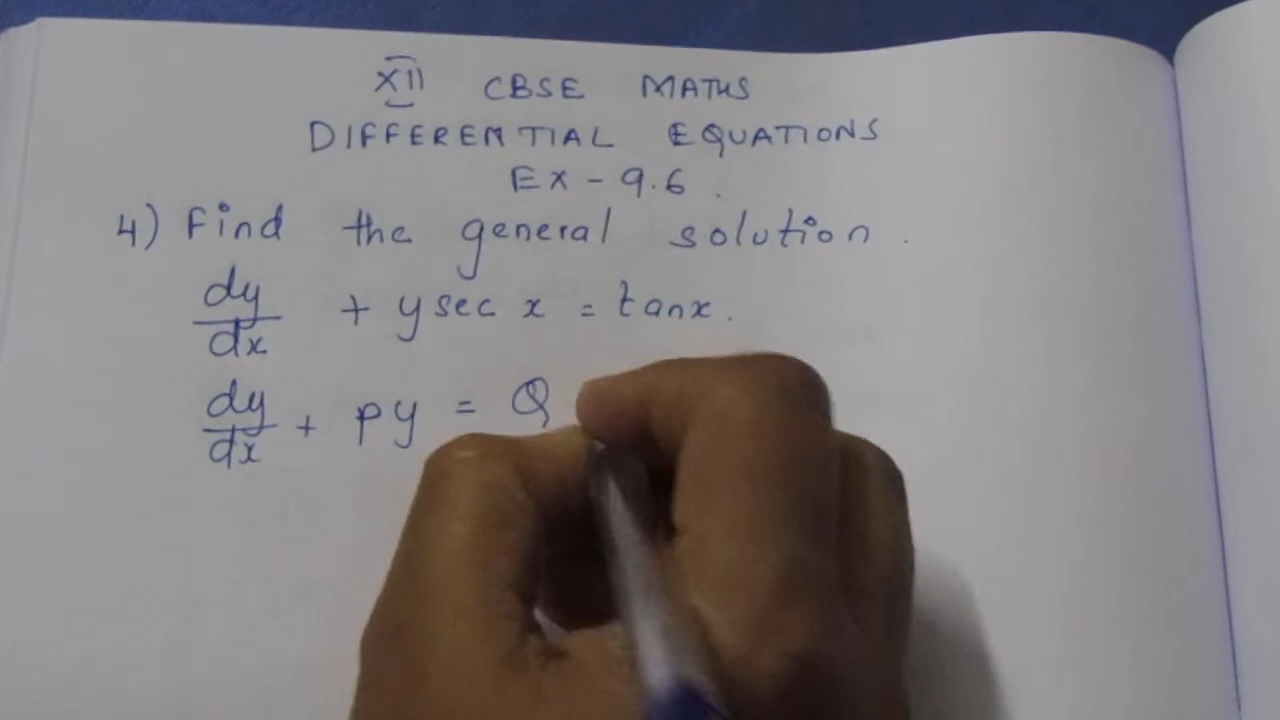 XII CBSE MATHS
DIFFERENTIAL EQUATIONS
EX - 9.6.
4) Find the general solution.
dy/dx + y sec x = tanx.
dy/dx + py = Q